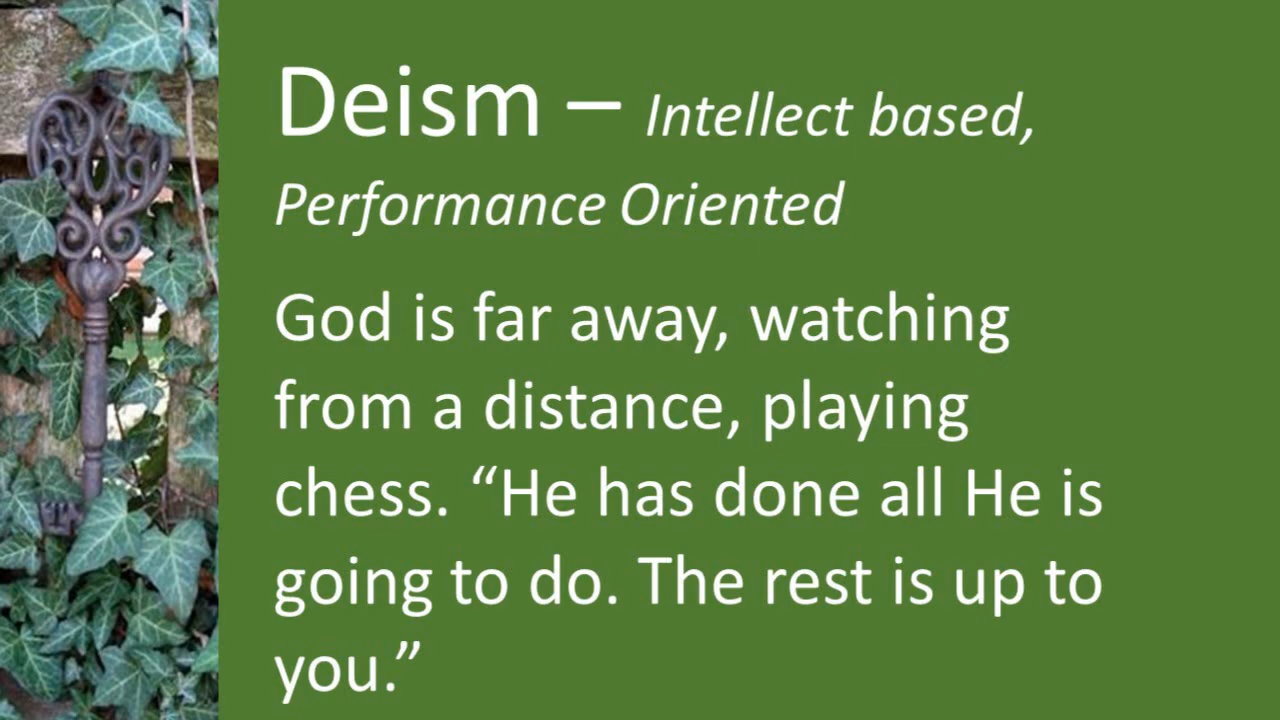 Deism – Intellect based,
Performance Oriented
God is far away, watching
from a distance, playing
chess. “He has done all He is
going to do. The rest is up to
you.”